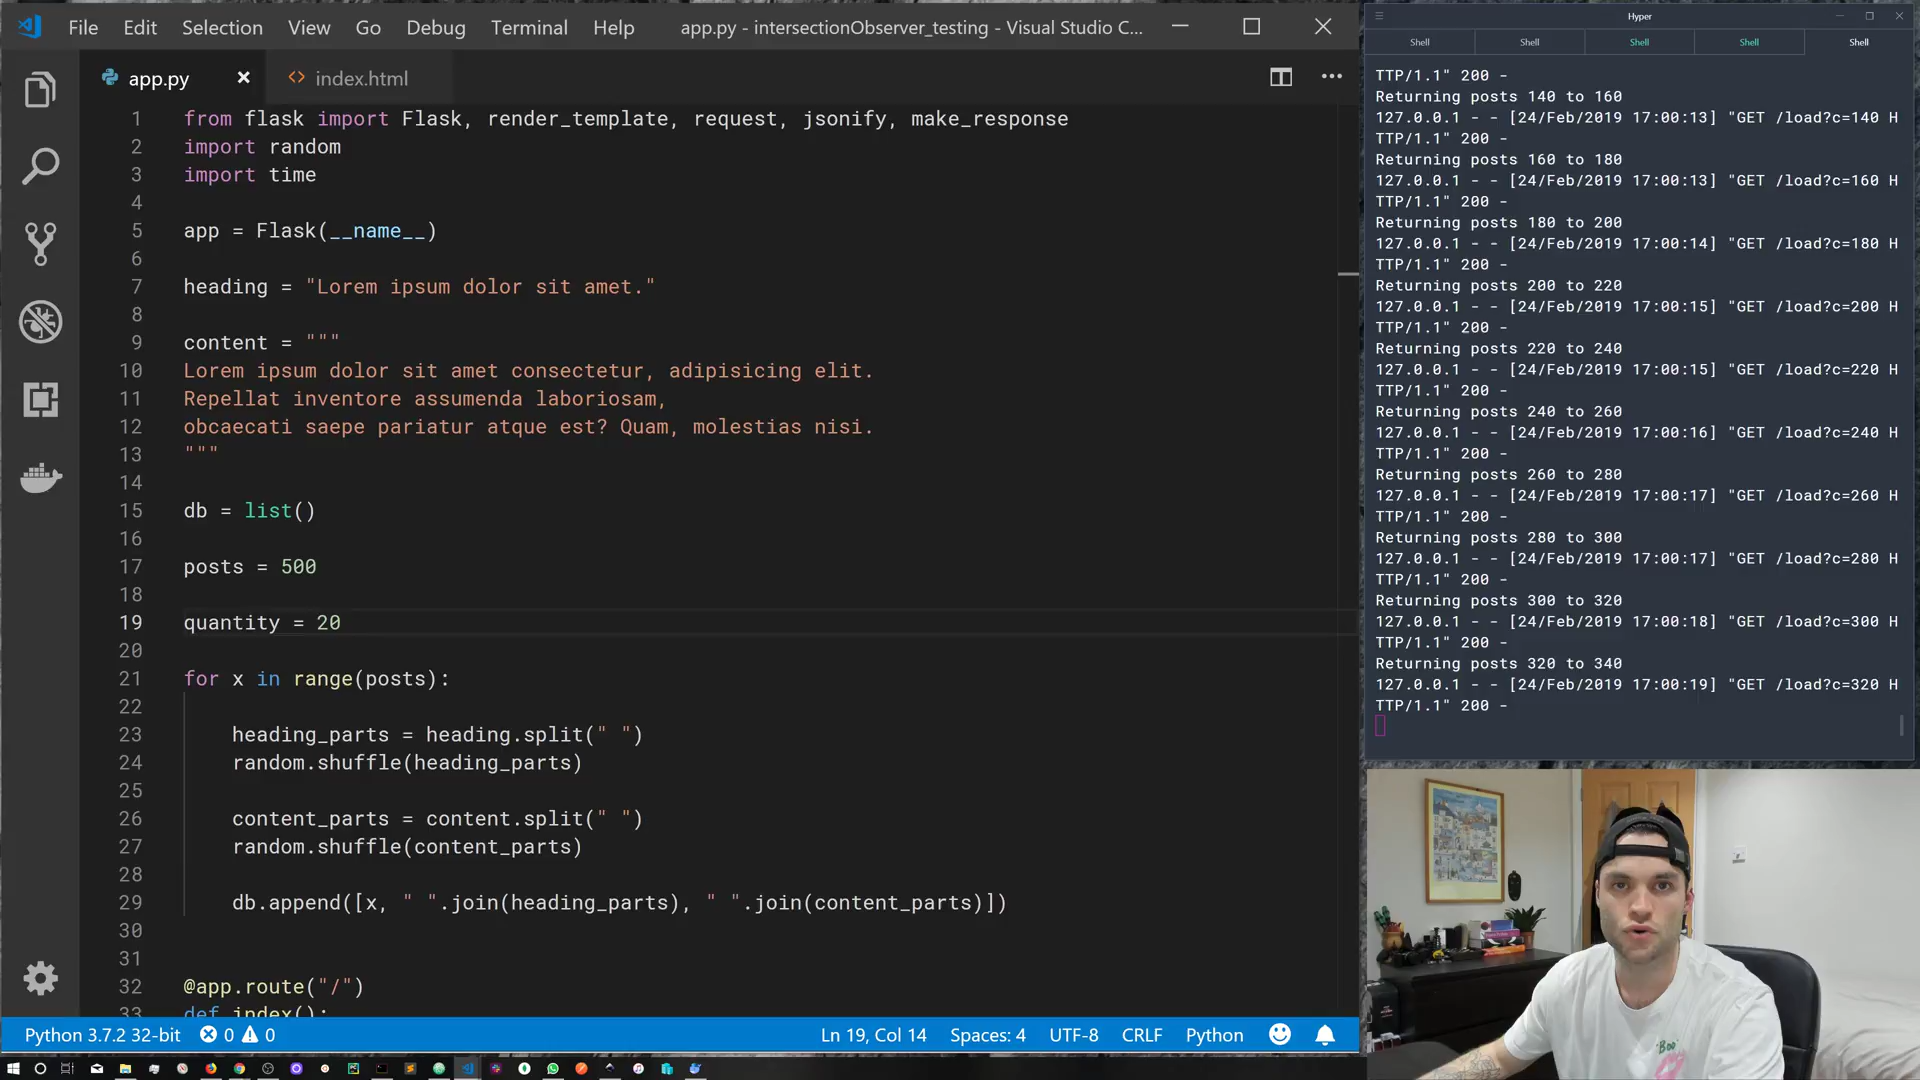 File Edit Selection View Go Debug Terminal Help app.py - intersectionObserver_testing - Visual Studio C...
app.py index.html
1 from flask import Flask, render_template, request, jsonify, make_response
2 import random
3 import time
4
5 app = Flask(__name__)
6
7 heading = "Lorem ipsum dolor sit amet."
8
9 content = """
10 Lorem ipsum dolor sit amet consectetur, adipisicing elit.
11 Repellat inventore assumenda laboriosam,
12 obcaecati saepe pariatur atque est? Quam, molestias nisi.
13 """
14
15 db = list()
16
17 posts = 500
18
19 quantity = 20
20
21 for x in range(posts):
22
23 heading_parts = heading.split(" ")
24 random.shuffle(heading_parts)
25
26 content_parts = content.split(" ")
27 random.shuffle(content_parts)
28
29 db.append([x, " ".join(heading_parts), " ".join(content_parts)])
30
31
32 @app.route("/")
33 def index():
Python 3.7.2 32-bit 0 0 Ln 19, Col 14 Spaces: 4 UTF-8 CRLF Python
Hyper
Shell Shell Shell Shell Shell
TTP/1.1" 200 -
Returning posts 140 to 160
127.0.0.1 - - [24/Feb/2019 17:00:13] "GET /load?c=140 H
TTP/1.1" 200 -
Returning posts 160 to 180
127.0.0.1 - - [24/Feb/2019 17:00:13] "GET /load?c=160 H
TTP/1.1" 200 -
Returning posts 180 to 200
127.0.0.1 - - [24/Feb/2019 17:00:14] "GET /load?c=180 H
TTP/1.1" 200 -
Returning posts 200 to 220
127.0.0.1 - - [24/Feb/2019 17:00:15] "GET /load?c=200 H
TTP/1.1" 200 -
Returning posts 220 to 240
127.0.0.1 - - [24/Feb/2019 17:00:15] "GET /load?c=220 H
TTP/1.1" 200 -
Returning posts 240 to 260
127.0.0.1 - - [24/Feb/2019 17:00:16] "GET /load?c=240 H
TTP/1.1" 200 -
Returning posts 260 to 280
127.0.0.1 - - [24/Feb/2019 17:00:17] "GET /load?c=260 H
TTP/1.1" 200 -
Returning posts 280 to 300
127.0.0.1 - - [24/Feb/2019 17:00:17] "GET /load?c=280 H
TTP/1.1" 200 -
Returning posts 300 to 320
127.0.0.1 - - [24/Feb/2019 17:00:18] "GET /load?c=300 H
TTP/1.1" 200 -
Returning posts 320 to 340
127.0.0.1 - - [24/Feb/2019 17:00:19] "GET /load?c=320 H
TTP/1.1" 200 -
"Boo"